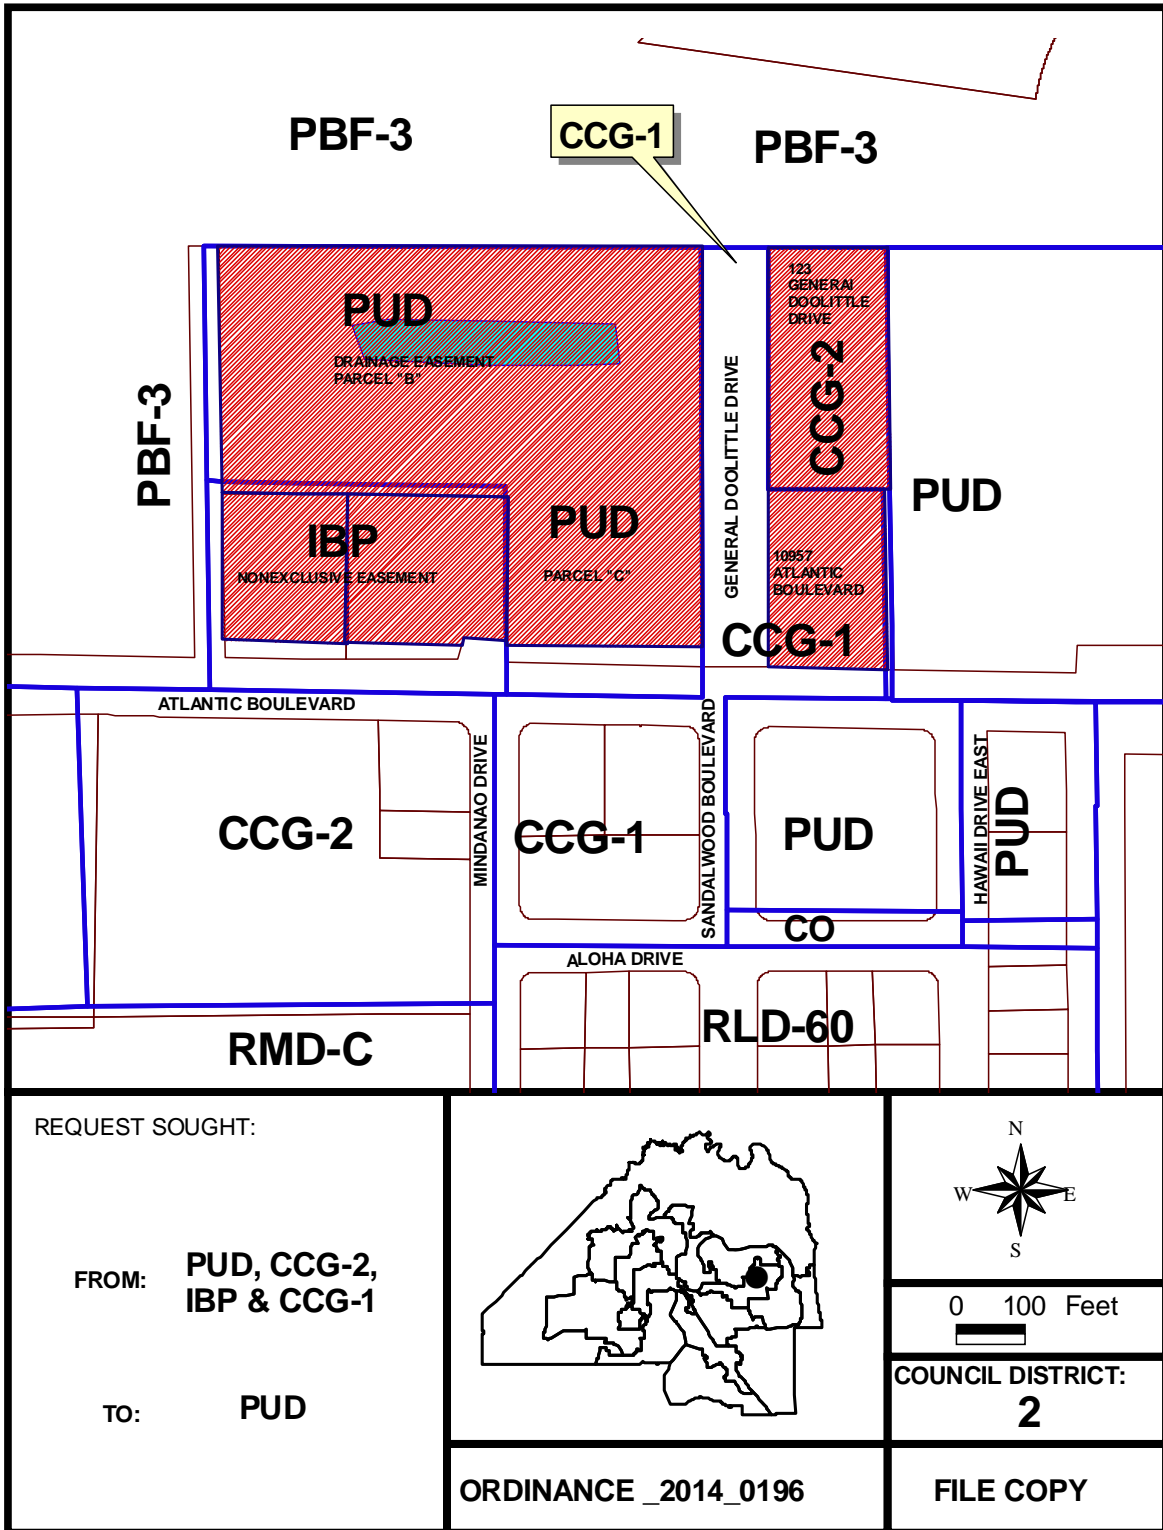 PBF-3
CCG-1
PBF-3
PUD
DRAINAGE EASEMENT
PARCEL "B"
123
GENERAL
DOOLITTLE
DRIVE
CCG-2
PBF-3
GENERAL DOOLITTLE DRIVE
PUD
IBP
NONEXCLUSIVE EASEMENT
PUD
PARCEL "C"
10957
ATLANTIC
BOULEVARD
CCG-1
ATLANTIC BOULEVARD
MINDANAO DRIVE
SANDALWOOD BOULEVARD
HAWAII DRIVE EAST
CCG-2
CCG-1
PUD
PUD
CO
ALOHA DRIVE
RMD-C
RLD-60
REQUEST SOUGHT:
FROM:
PUD, CCG-2,
IBP & CCG-1
TO:
PUD
N
W
E
S
0 100 Feet
COUNCIL DISTRICT:
2
ORDINANCE _2014_0196
FILE COPY